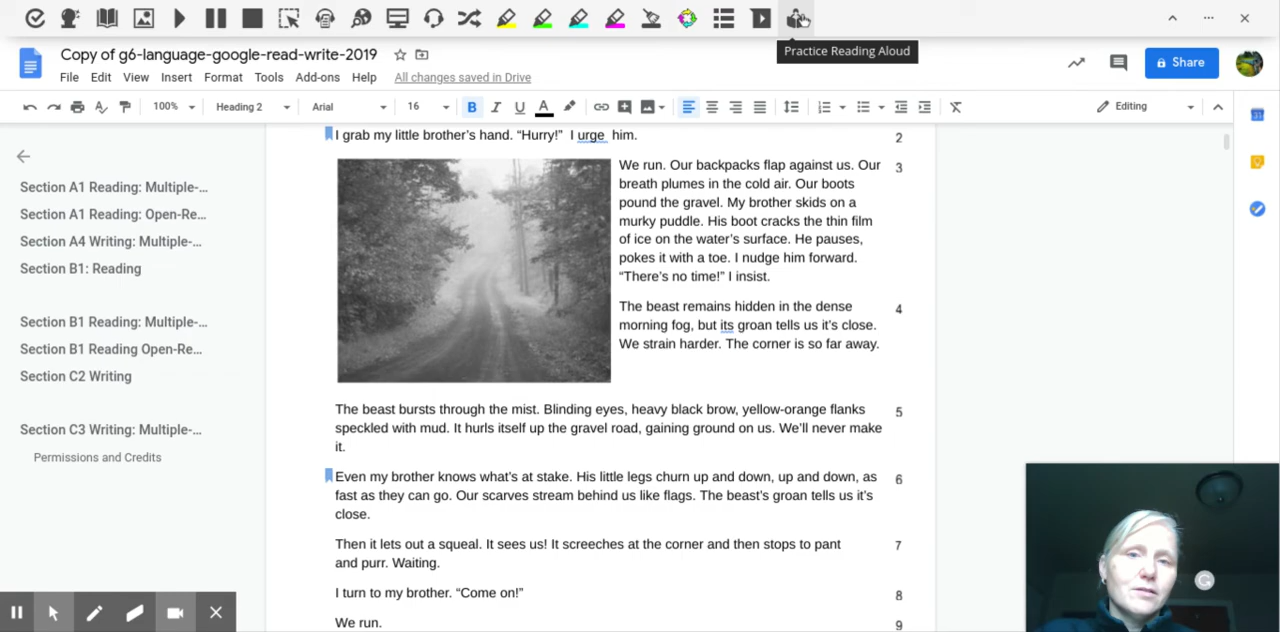 Practice Reading Aloud
Copy of g6-language-google-read-write-2019
File Edit View Insert Format Tools Add-ons Help All changes saved in Drive
Share
100% Heading 2 Arial 16 B I U A Editing
31
Section A1 Reading: Multiple-...
Section A1 Reading: Open-Re...
Section A4 Writing: Multiple-...
Section B1: Reading
Section B1 Reading: Multiple-...
Section B1 Reading Open-Re...
Section C2 Writing
Section C3 Writing: Multiple-...
Permissions and Credits
I grab my little brother's hand. “Hurry!” I urge him. 2
We run. Our backpacks flap against us. Our 3
breath plumes in the cold air. Our boots
pound the gravel. My brother skids on a
murky puddle. His boot cracks the thin film
of ice on the water's surface. He pauses,
pokes it with a toe. I nudge him forward.
“There's no time!” I insist.
The beast remains hidden in the dense 4
morning fog, but its groan tells us it's close.
We strain harder. The corner is so far away.
The beast bursts through the mist. Blinding eyes, heavy black brow, yellow-orange flanks 5
speckled with mud. It hurls itself up the gravel road, gaining ground on us. We'll never make
it.
Even my brother knows what's at stake. His little legs churn up and down, up and down, as 6
fast as they can go. Our scarves stream behind us like flags. The beast's groan tells us it's
close.
Then it lets out a squeal. It sees us! It screeches at the corner and then stops to pant 7
and purr. Waiting.
I turn to my brother. “Come on!” 8
We run. 9